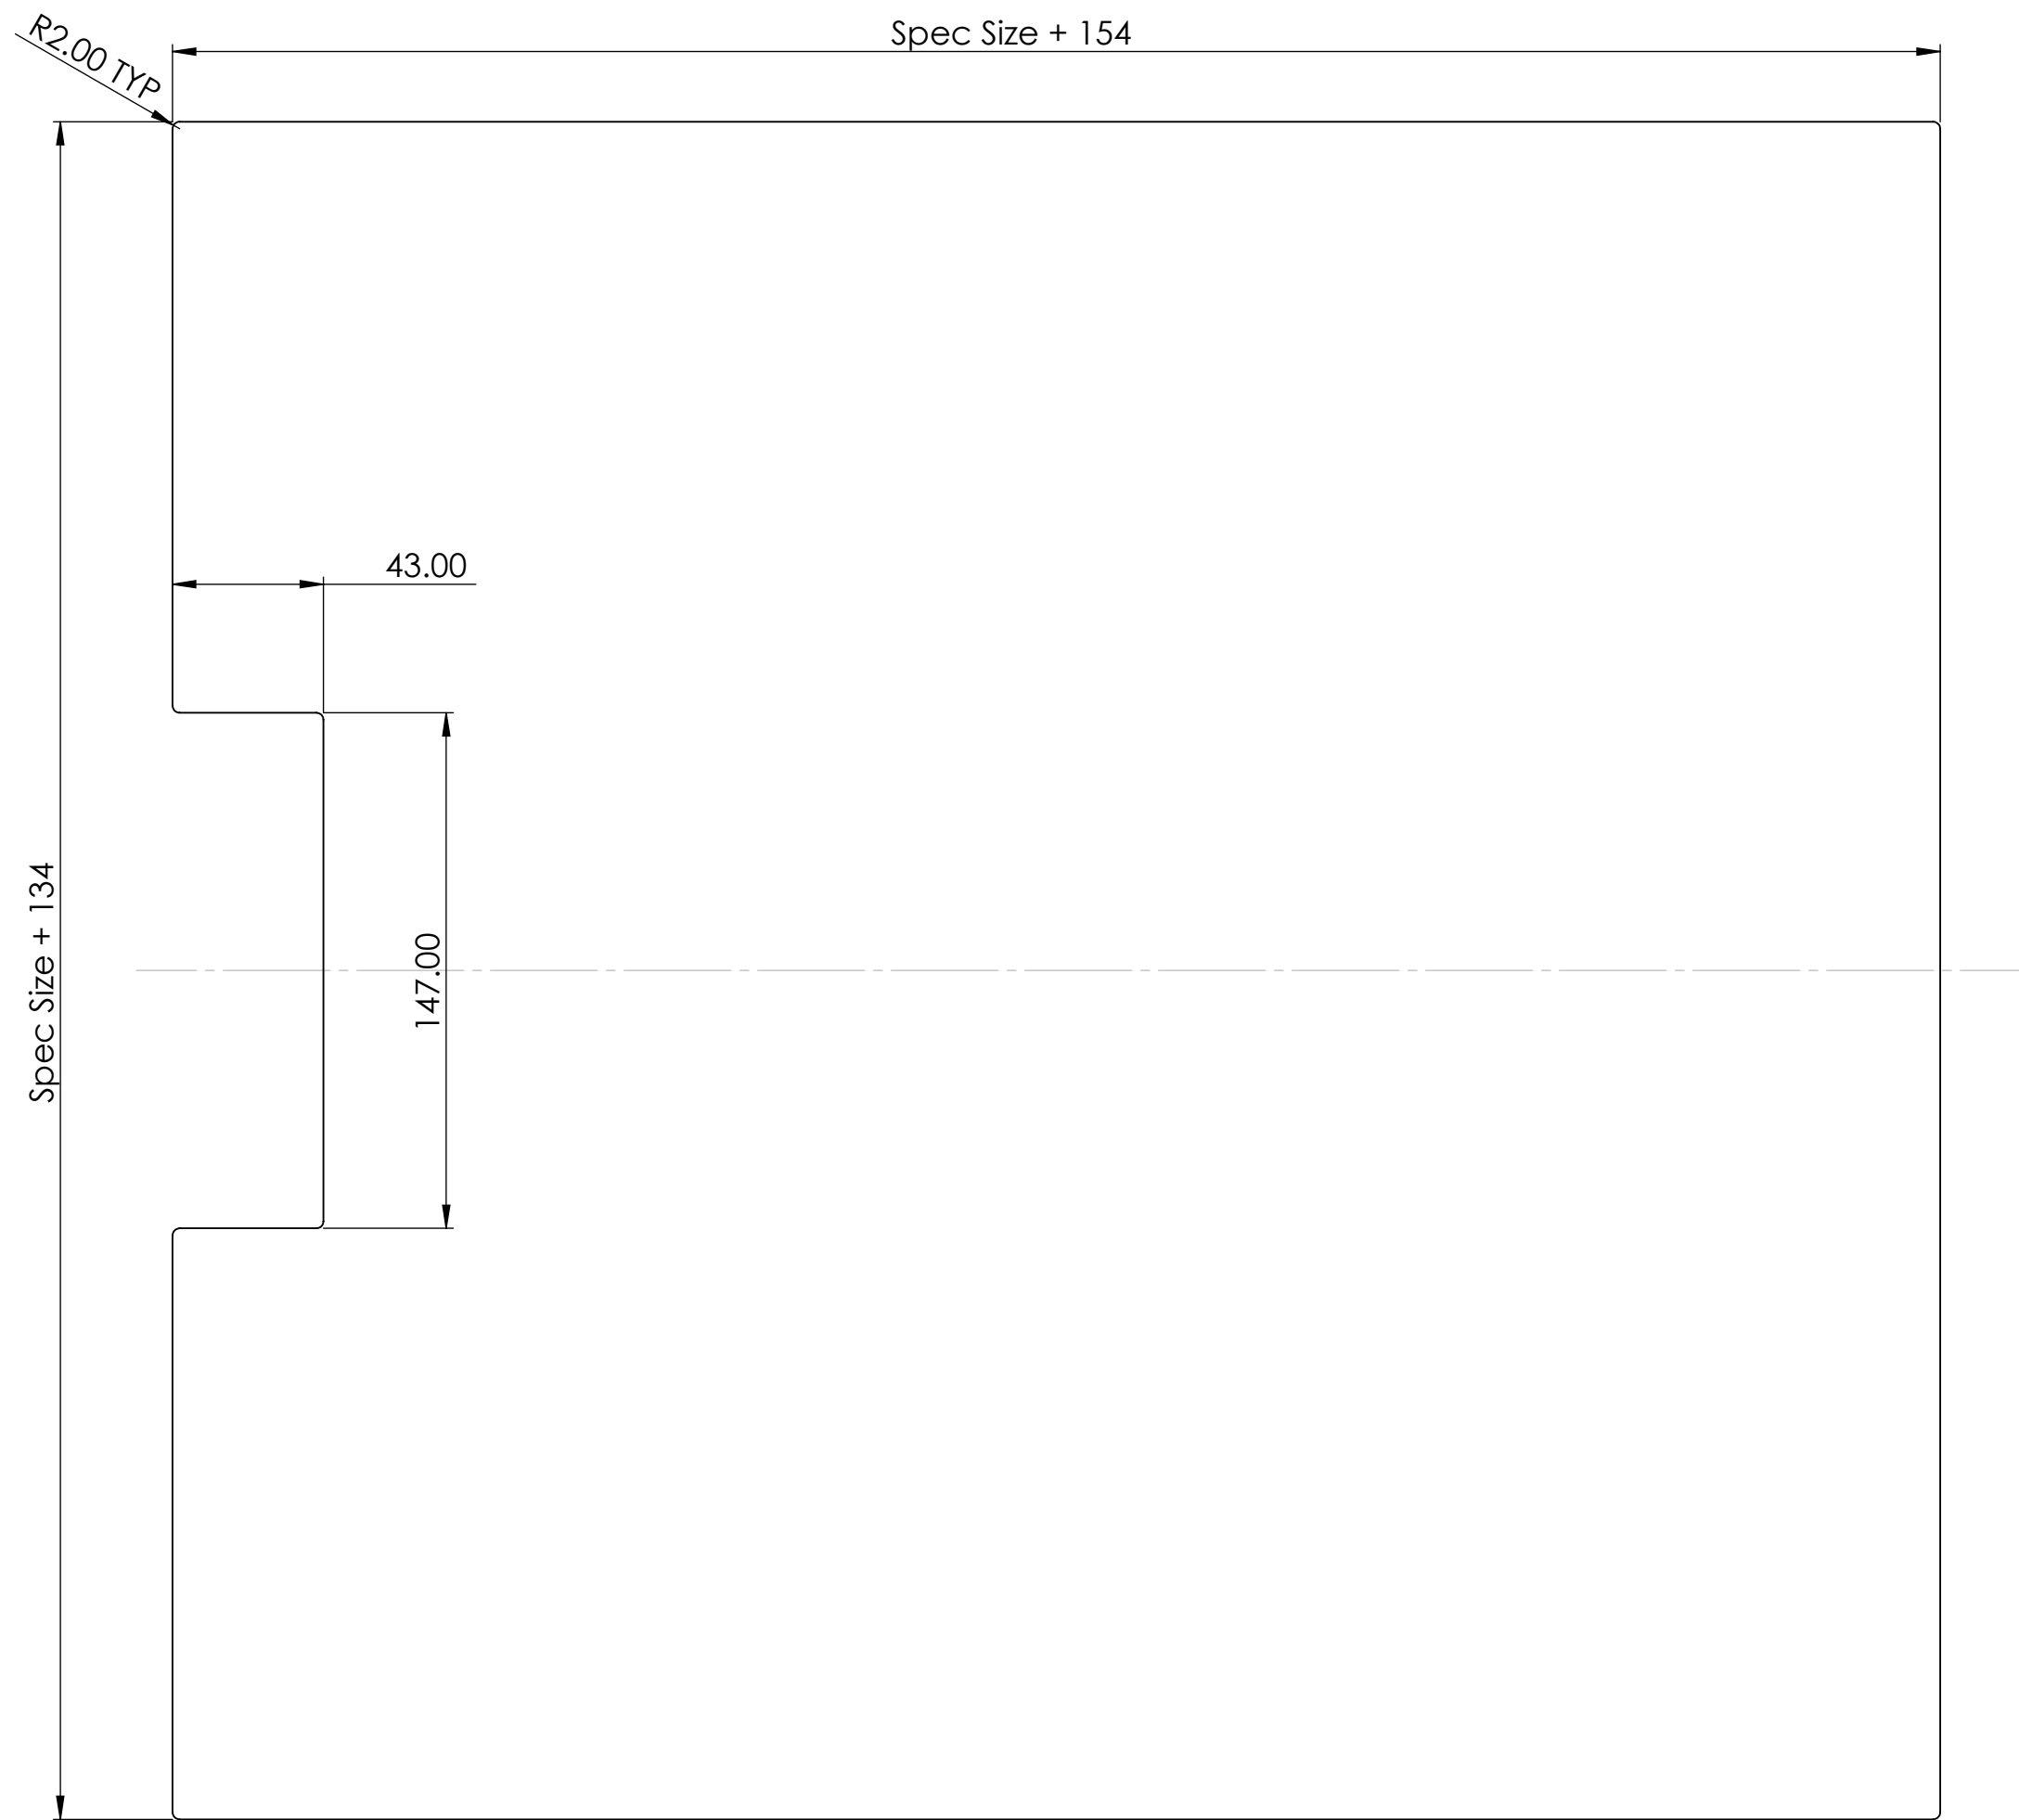 R2.00 TYP
Spec Size + 154
43.00
147.00
Spec Size + 134